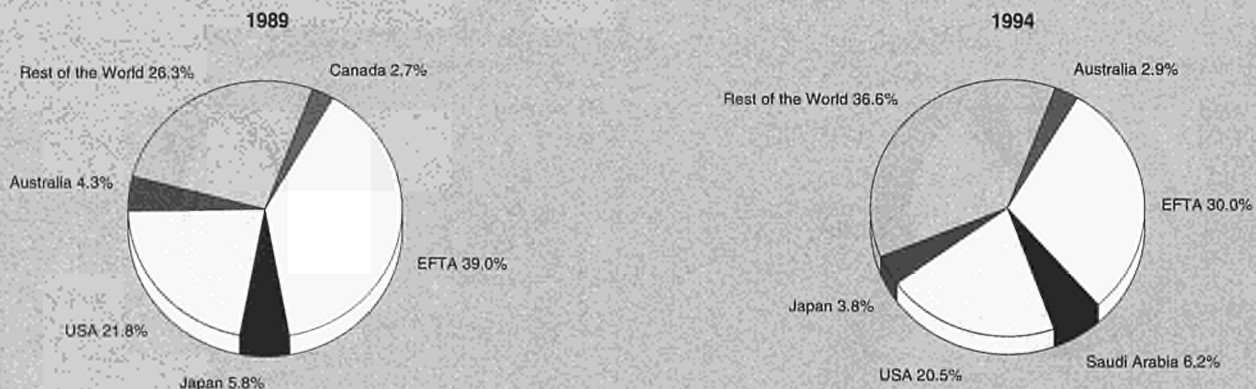 1989
Rest of the World 26.3%
Canada 2.7%
Australia 4.3%
EFTA 39.0%
USA 21.8%
Japan 5.8%
1994
Australia 2.9%
Rest of the World 36.6%
EFTA 30.0%
Japan 3.8%
Saudi Arabia 6.2%
USA 20.5%